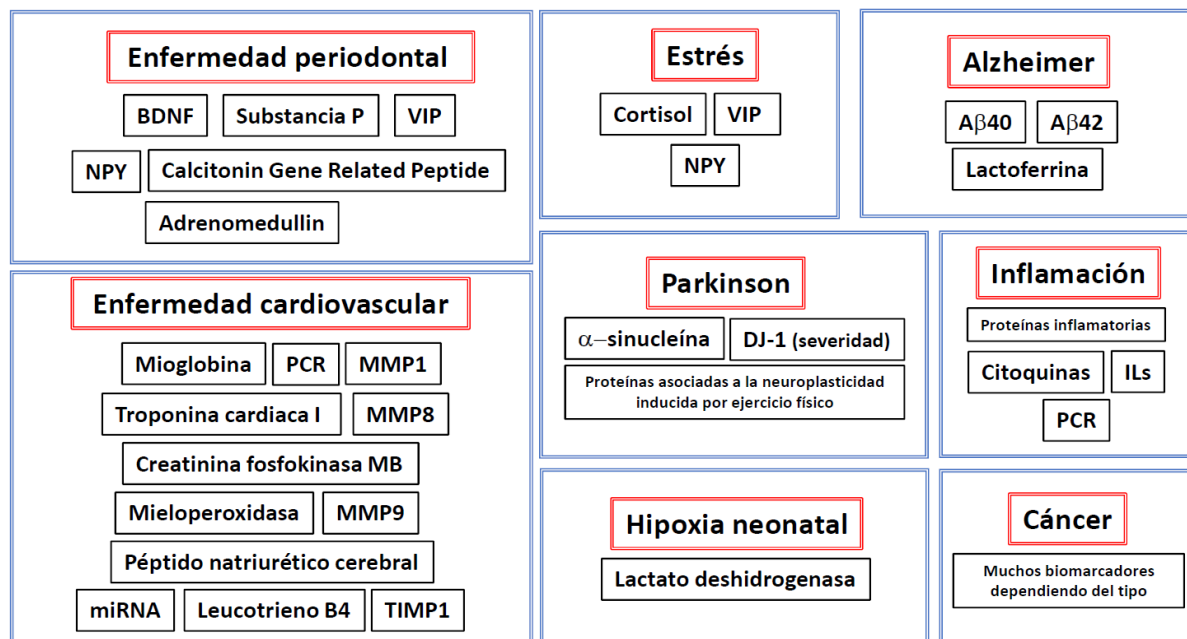 Enfermedad periodontal
BDNF
Substancia P
VIP
NPY
Calcitonin Gene Related Peptide
Adrenomedullin
Estrés
Cortisol
VIP
NPY
Alzheimer
Aβ40
Aβ42
Lactoferrina
Enfermedad cardiovascular
Mioglobina
PCR
MMP1
Troponina cardiaca I
MMP8
Creatinina fosfokinasa MB
Mieloperoxidasa
MMP9
Péptido natriurético cerebral
miRNA
Leucotrieno B4
TIMP1
Parkinson
α–sinucleína
DJ-1 (severidad)
Proteínas asociadas a la neuroplasticidad
inducida por ejercicio físico
Inflamación
Proteínas inflamatorias
Citoquinas
ILs
PCR
Hipoxia neonatal
Lactato deshidrogenasa
Cáncer
Muchos biomarcadores
dependiendo del tipo